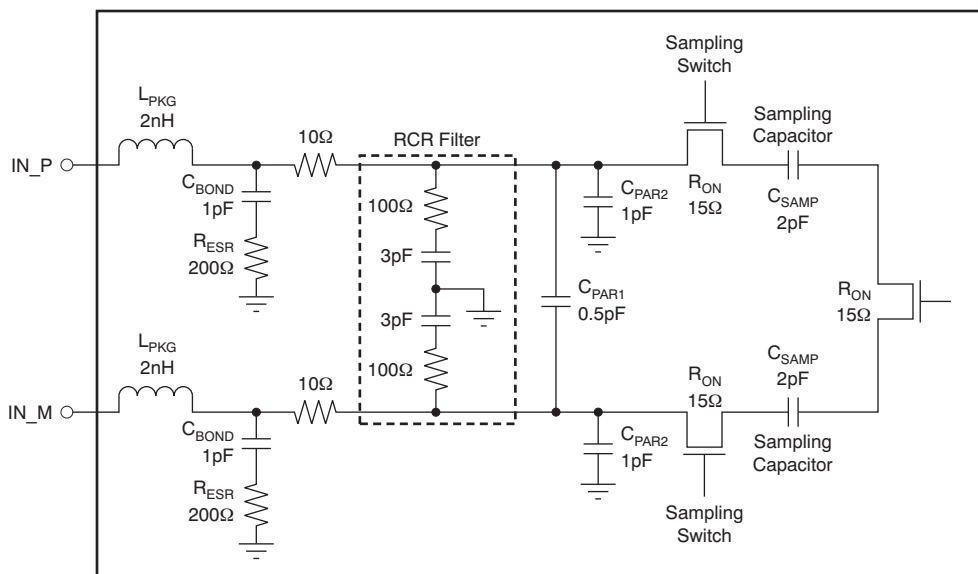 Sampling
Switch
L_PKG
2nH
10Ω
RCR Filter
Sampling
Capacitor
IN_P
C_BOND
1pF
100Ω
C_PAR2
1pF
R_ON
15Ω
C_SAMP
2pF
R_ESR
200Ω
3pF
3pF
C_PAR1
0.5pF
R_ON
15Ω
L_PKG
2nH
10Ω
100Ω
R_ON
15Ω
C_SAMP
2pF
IN_M
C_BOND
1pF
C_PAR2
1pF
Sampling
Capacitor
R_ESR
200Ω
Sampling
Switch